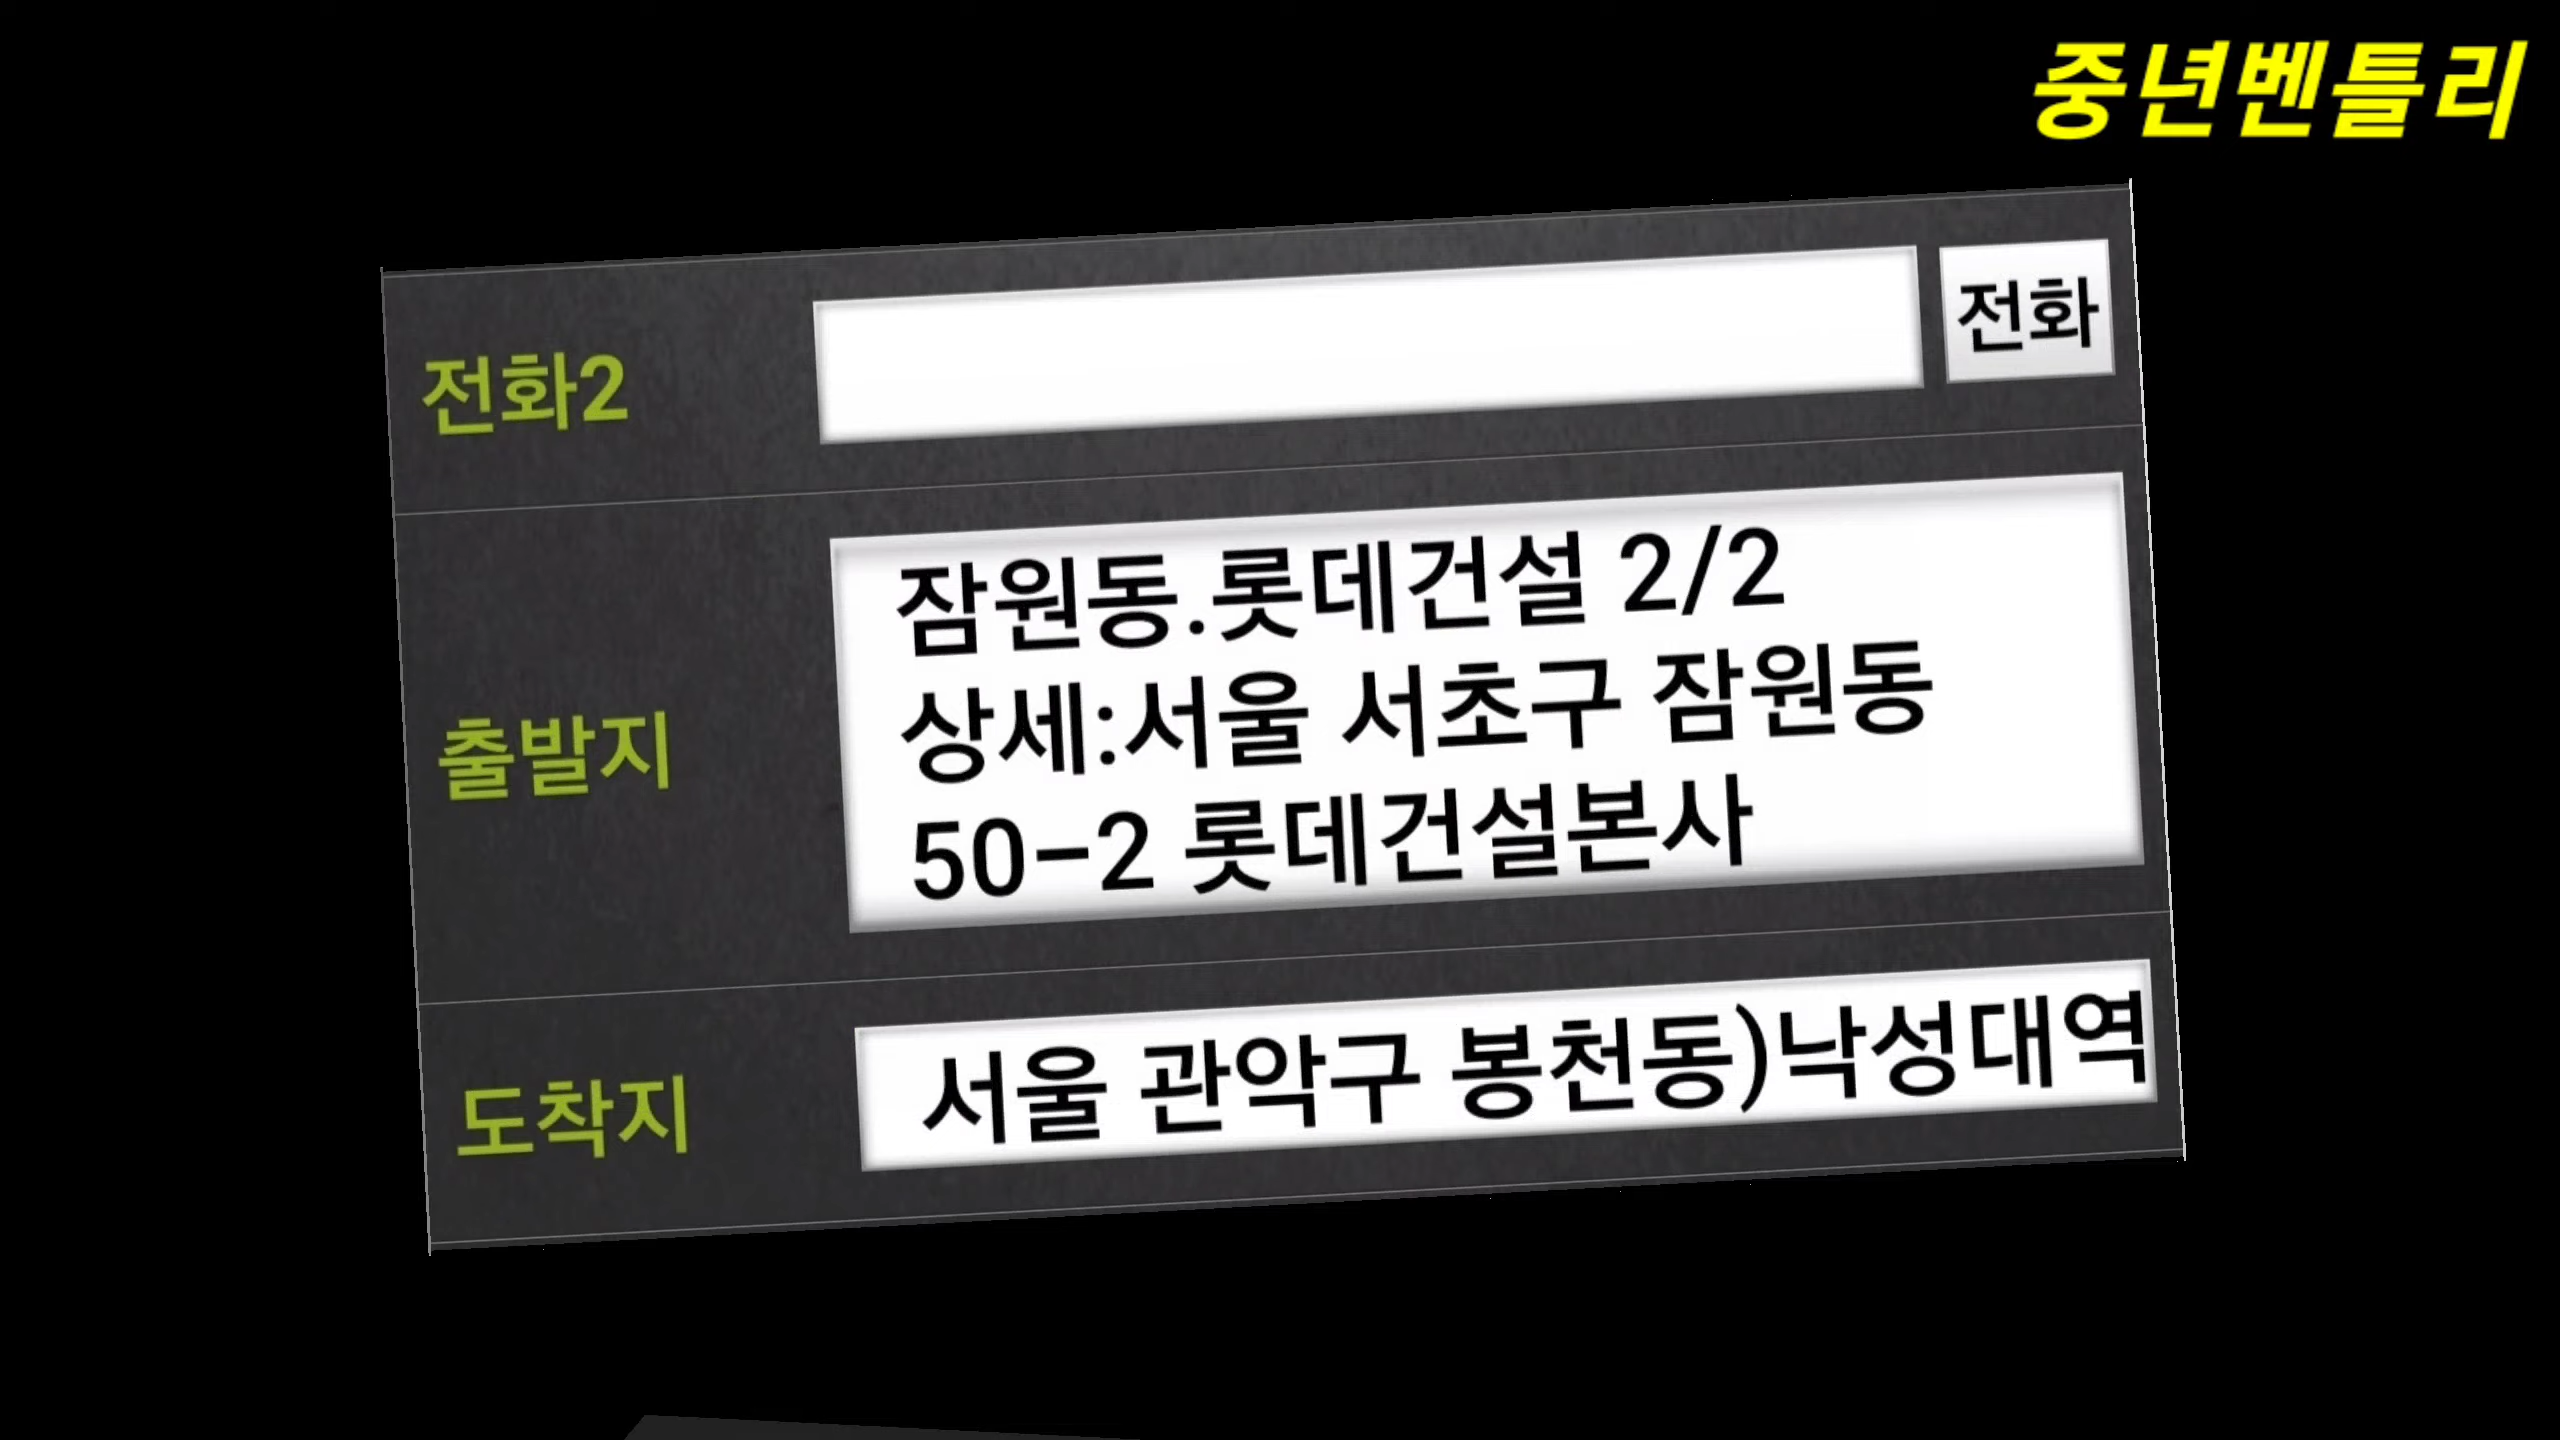 중년벤틀리
전화2
전화
출발지
잠원동.롯데건설 2/2
상세:서울 서초구 잠원동
50-2 롯데건설본사
도착지
서울 관악구 봉천동)낙성대역